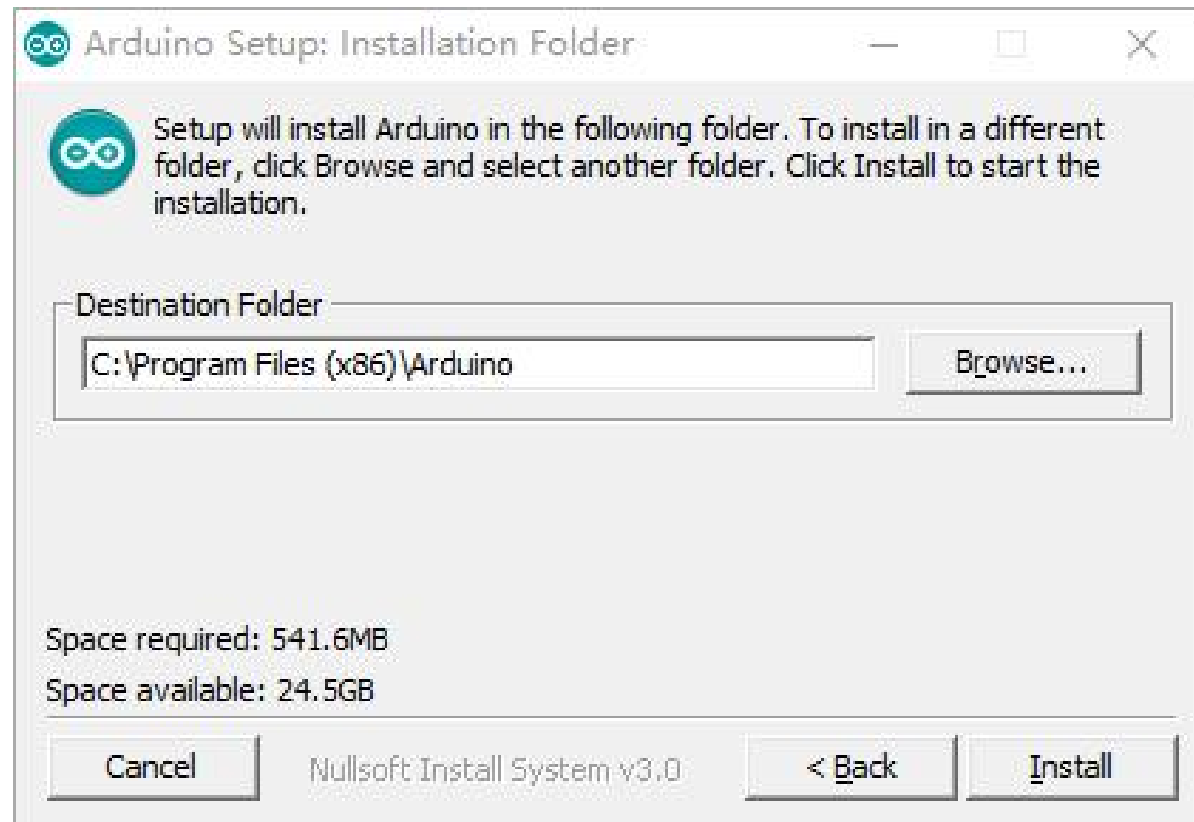 Arduino Setup: Installation Folder
Setup will install Arduino in the following folder. To install in a different
folder, click Browse and select another folder. Click Install to start the
installation.
Destination Folder
C:\Program Files (x86)\Arduino
Browse...
Space required: 541.6MB
Space available: 24.5GB
Cancel
Nullsoft Install System v3.0
< Back
Install